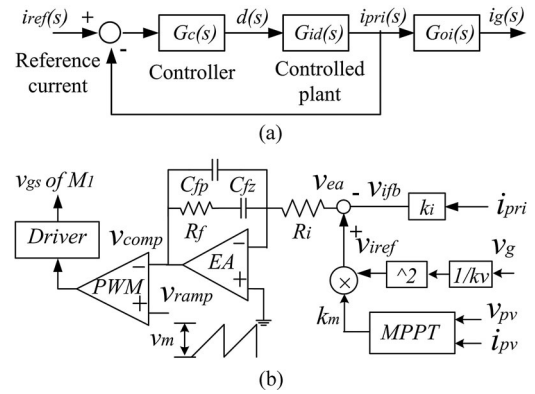 iref(s) + Gc(s) d(s) Gid(s) ipri(s) Goi(s) ig(s)
-
Reference current
Controller
Controlled plant
(a)
vgs of M1
Driver
vcomp
PWM
-
+
vramp
vm
Cfp
Cfz
Rf
EA
-
+
Ri
vea
-
vifb
ki
ipri
+
viref
×
^2
1/kv
vg
km
MPPT
vpv
ipv
(b)